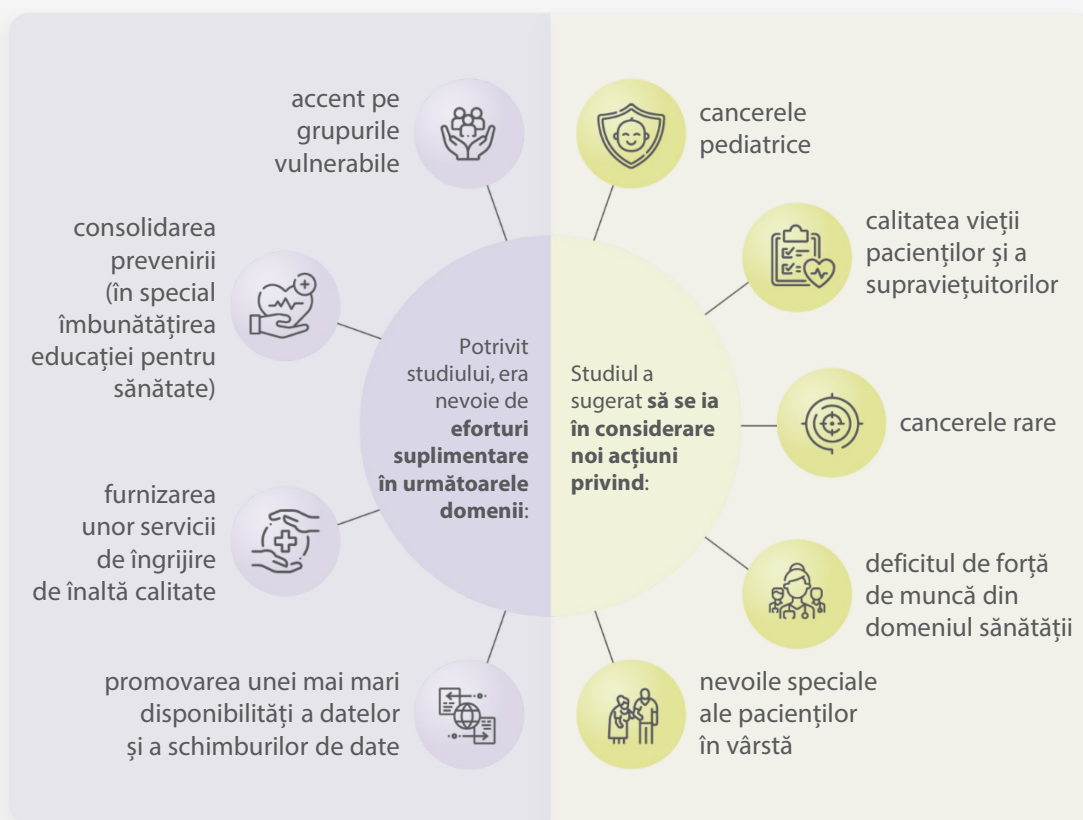 accent pe
grupurile
vulnerabile
consolidarea
prevenirii
(în special
îmbunătățirea
educației pentru
sănătate)
furnizarea
unor servicii
de îngrijire
de înaltă calitate
promovarea unei mai mari
disponibilități a datelor
și a schimburilor de date
Potrivit
studiului, era
nevoie de
eforturi
suplimentare
în următoarele
domenii:
Studiul a
sugerat să se ia
în considerare
noi acțiuni
privind:
cancerele
pediatrice
calitatea vieții
pacienților și a
supraviețuitorilor
cancerele rare
deficitul de forță
de muncă din
domeniul sănătății
nevoile speciale
ale pacienților
în vârstă